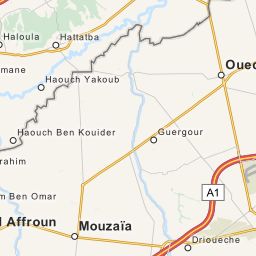 Haloula
Hattatba
mane
Haouch Yakoub
Oued
Haouch Ben Kouider
Guergour
rahim
A1
m Ben Omar
l Affroun
Mouzaïa
Drioueche